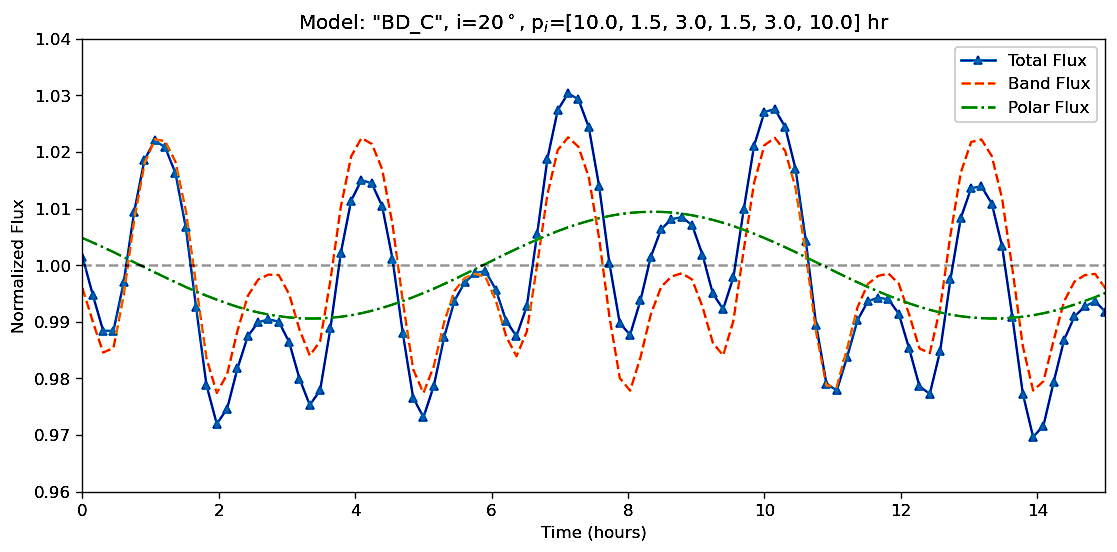 Model: "BD_C", i=20°, pᵢ=[10.0, 1.5, 3.0, 1.5, 3.0, 10.0] hr
Total Flux
Band Flux
Polar Flux
Normalized Flux
1.04
1.03
1.02
1.01
1.00
0.99
0.98
0.97
0.96
0 2 4 6 8 10 12 14
Time (hours)